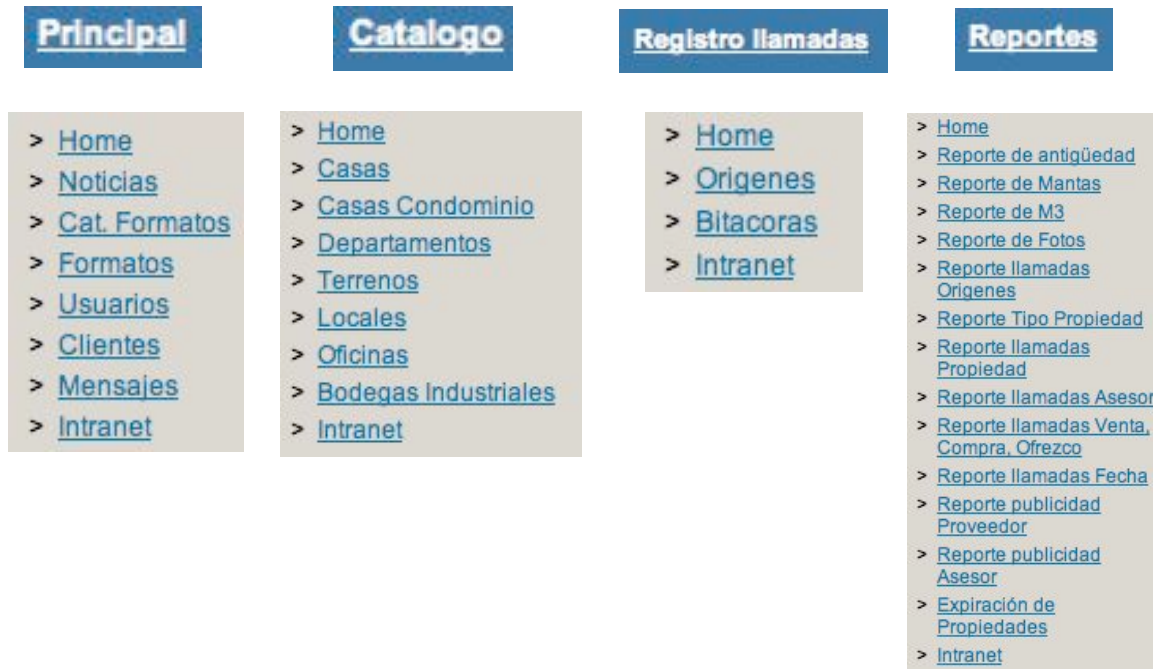 Principal
> Home
> Noticias
> Cat. Formatos
> Formatos
> Usuarios
> Clientes
> Mensajes
> Intranet
Catalogo
> Home
> Casas
> Casas Condominio
> Departamentos
> Terrenos
> Locales
> Oficinas
> Bodegas Industriales
> Intranet
Registro llamadas
> Home
> Origenes
> Bitacoras
> Intranet
Reportes
> Home
> Reporte de antigüedad
> Reporte de Mantas
> Reporte de M3
> Reporte de Fotos
> Reporte llamadas
Origenes
> Reporte Tipo Propiedad
> Reporte llamadas
Propiedad
> Reporte llamadas Asesor
> Reporte llamadas Venta,
Compra, Ofrezco
> Reporte llamadas Fecha
> Reporte publicidad
Proveedor
> Reporte publicidad
Asesor
> Expiración de
Propiedades
> Intranet